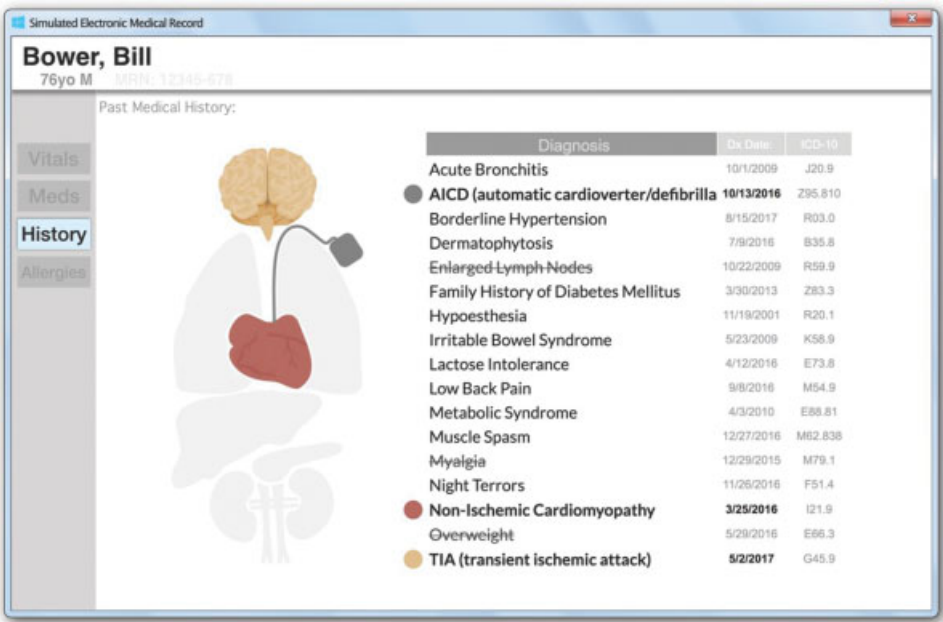 Simulated Electronic Medical Record
Bower, Bill
76yo M MRN: 12345-678
Past Medical History:
Vitals
Meds
History
Allergies
Diagnosis Dx Date ICD-10
Acute Bronchitis 10/1/2009 J20.9
AICD (automatic cardioverter/defibrilla 10/13/2016 Z95.810
Borderline Hypertension 8/15/2017 R03.0
Dermatophytosis 7/9/2016 B35.8
Enlarged Lymph Nodes 10/22/2009 R59.9
Family History of Diabetes Mellitus 3/30/2013 Z83.3
Hypoesthesia 11/19/2001 R20.1
Irritable Bowel Syndrome 5/23/2009 K58.9
Lactose Intolerance 4/12/2016 E73.8
Low Back Pain 9/8/2016 M54.9
Metabolic Syndrome 4/3/2010 E88.81
Muscle Spasm 12/27/2016 M62.838
Myalgia 12/29/2015 M79.1
Night Terrors 11/26/2016 F51.4
Non-Ischemic Cardiomyopathy 3/25/2016 I21.9
Overweight 5/29/2016 E66.3
TIA (transient ischemic attack) 5/2/2017 G45.9